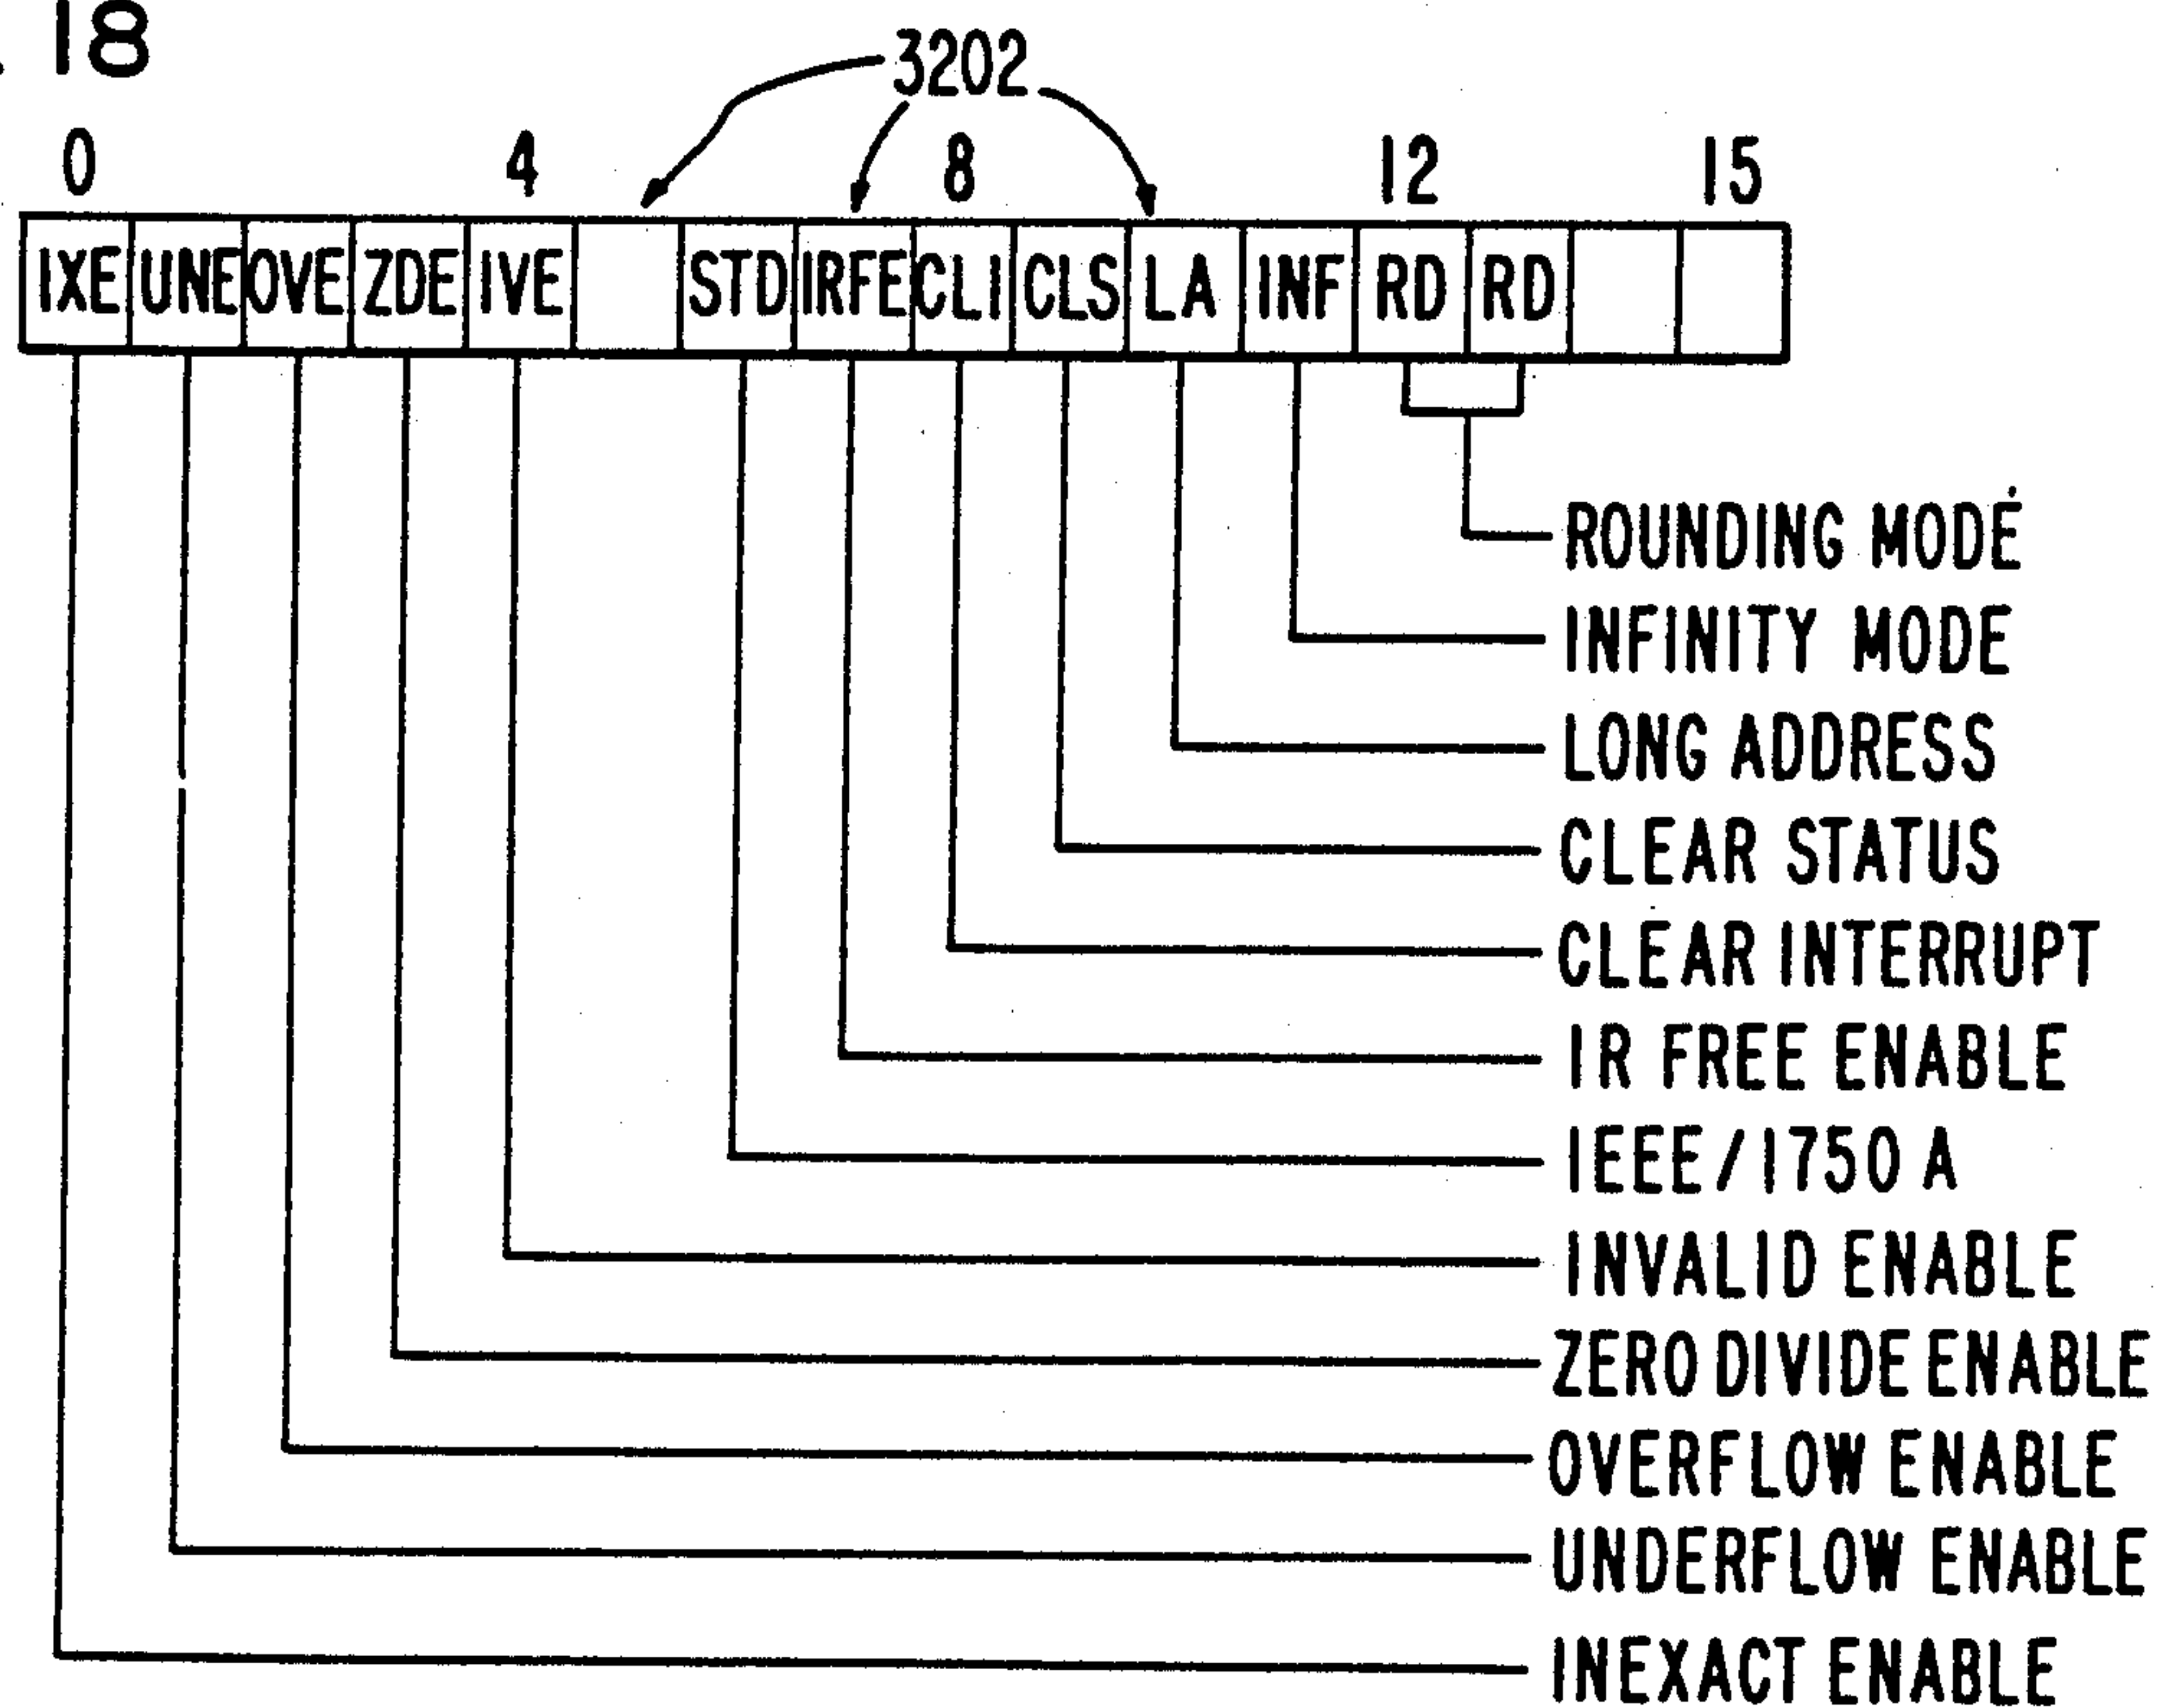 . 18
3202
0 4 8 12 15
IXE UNE OVE ZDE IVE STD IRFE CLI CLS LA INF RD RD
ROUNDING MODE
INFINITY MODE
LONG ADDRESS
CLEAR STATUS
CLEAR INTERRUPT
IR FREE ENABLE
IEEE/1750 A
INVALID ENABLE
ZERO DIVIDE ENABLE
OVERFLOW ENABLE
UNDERFLOW ENABLE
INEXACT ENABLE